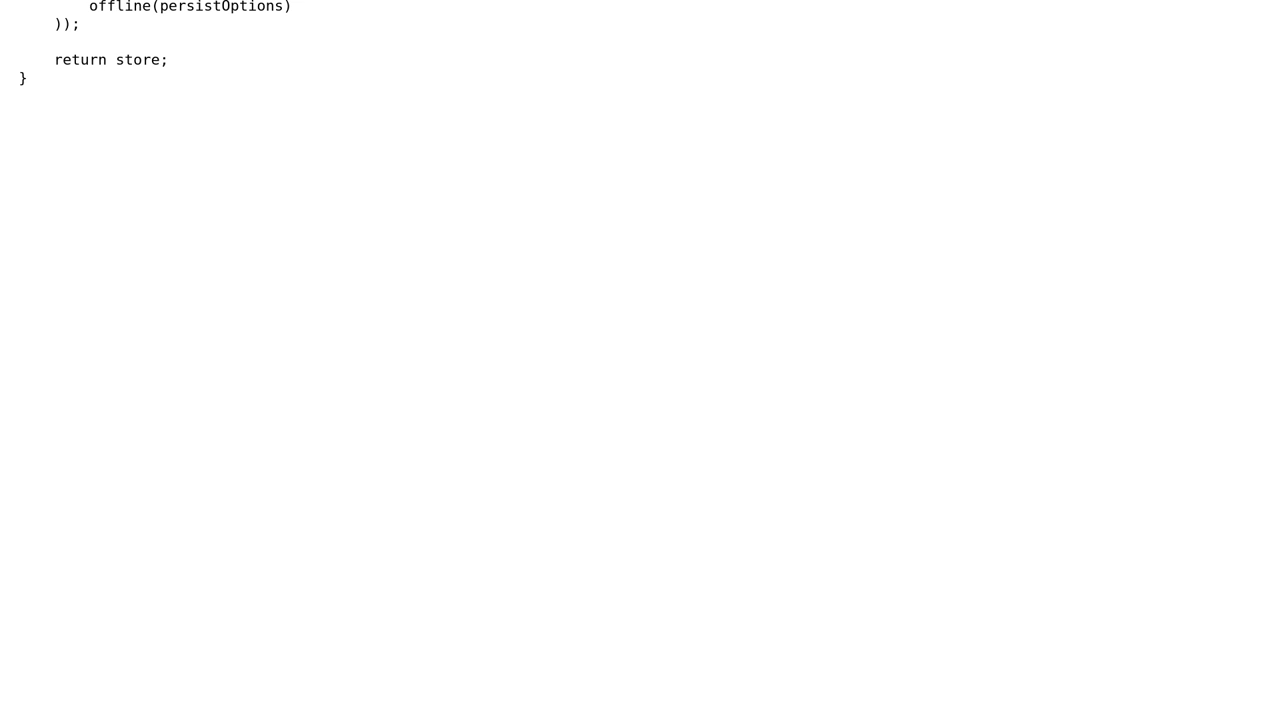 offline(persistOptions)
    ));

    return store;
}